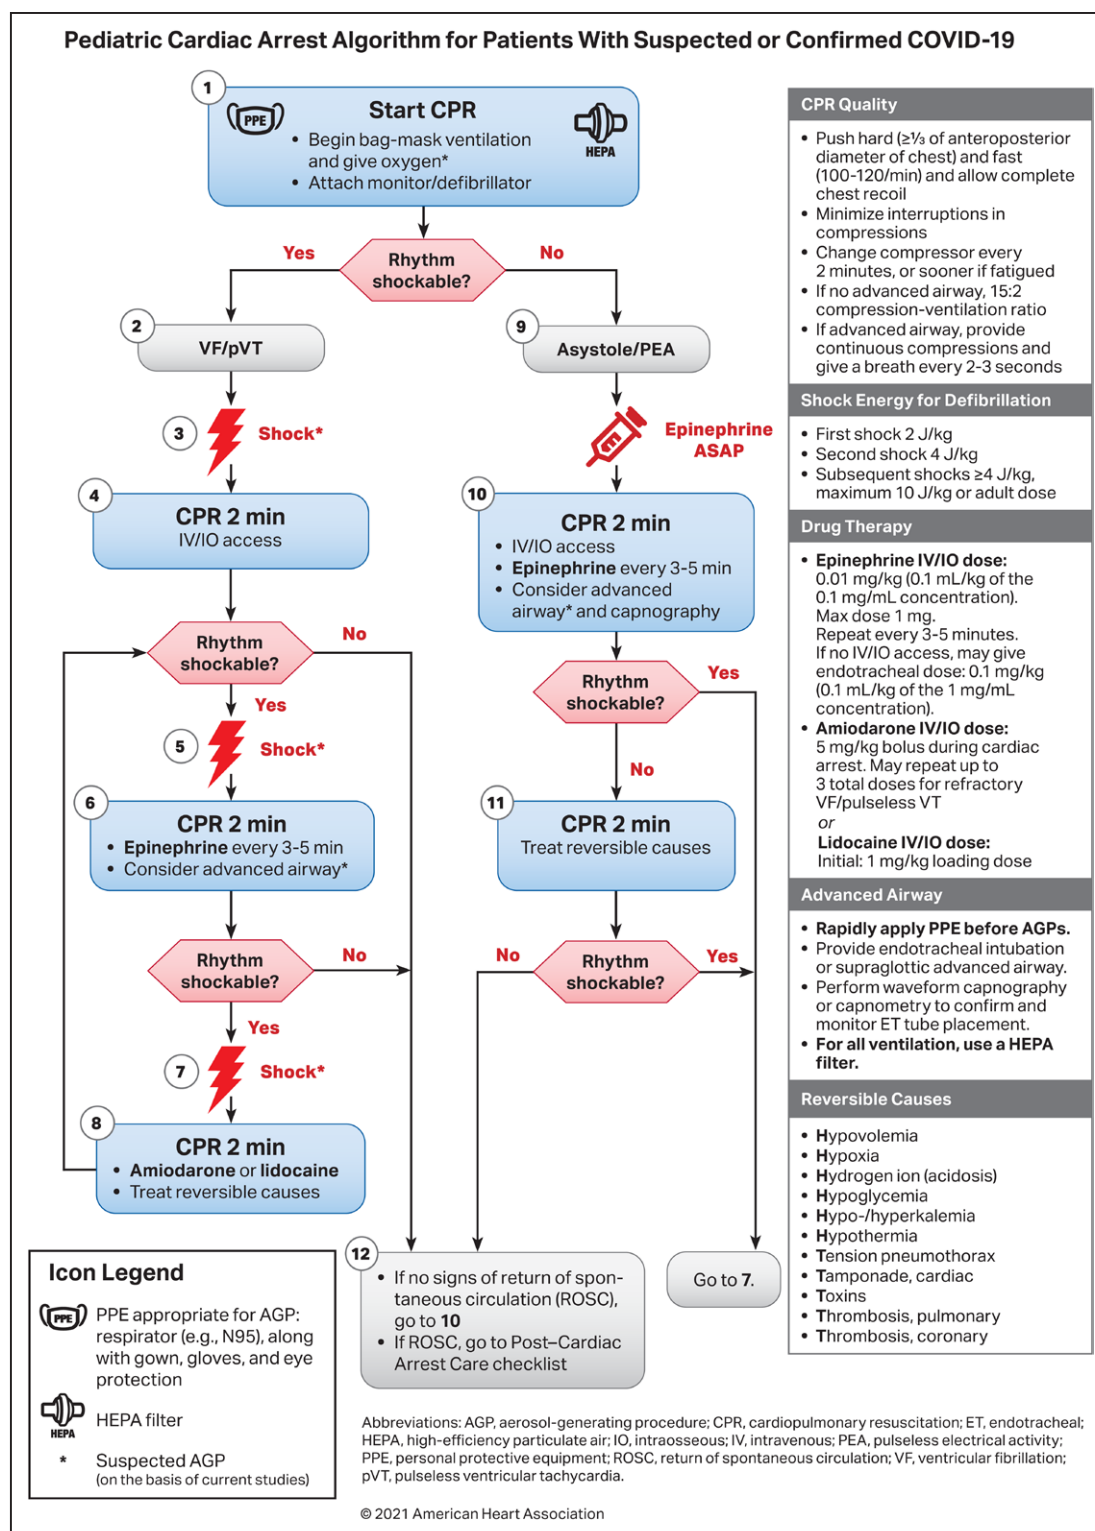 Pediatric Cardiac Arrest Algorithm for Patients With Suspected or Confirmed COVID-19
1
PPE
Start CPR
HEPA
• Begin bag-mask ventilation
and give oxygen*
• Attach monitor/defibrillator
Yes
Rhythm
shockable?
No
2
VF/pVT
9
Asystole/PEA
3
Shock*
Epinephrine
ASAP
4
CPR 2 min
IV/IO access
10
CPR 2 min
• IV/IO access
• Epinephrine every 3-5 min
• Consider advanced
airway* and capnography
Rhythm
shockable?
No
Yes
Rhythm
shockable?
Yes
No
5
Shock*
6
CPR 2 min
• Epinephrine every 3-5 min
• Consider advanced airway*
11
CPR 2 min
Treat reversible causes
Rhythm
shockable?
No
Yes
No
Rhythm
shockable?
Yes
7
Shock*
8
CPR 2 min
• Amiodarone or lidocaine
• Treat reversible causes
12
• If no signs of return of spon-
taneous circulation (ROSC),
go to 10
• If ROSC, go to Post–Cardiac
Arrest Care checklist
Go to 7.
CPR Quality
• Push hard (≥⅓ of anteroposterior
diameter of chest) and fast
(100-120/min) and allow complete
chest recoil
• Minimize interruptions in
compressions
• Change compressor every
2 minutes, or sooner if fatigued
• If no advanced airway, 15:2
compression-ventilation ratio
• If advanced airway, provide
continuous compressions and
give a breath every 2-3 seconds
Shock Energy for Defibrillation
• First shock 2 J/kg
• Second shock 4 J/kg
• Subsequent shocks ≥4 J/kg,
maximum 10 J/kg or adult dose
Drug Therapy
• Epinephrine IV/IO dose:
0.01 mg/kg (0.1 mL/kg of the
0.1 mg/mL concentration).
Max dose 1 mg.
Repeat every 3-5 minutes.
If no IV/IO access, may give
endotracheal dose: 0.1 mg/kg
(0.1 mL/kg of the 1 mg/mL
concentration).
• Amiodarone IV/IO dose:
5 mg/kg bolus during cardiac
arrest. May repeat up to
3 total doses for refractory
VF/pulseless VT
or
Lidocaine IV/IO dose:
Initial: 1 mg/kg loading dose
Advanced Airway
• Rapidly apply PPE before AGPs.
• Provide endotracheal intubation
or supraglottic advanced airway.
• Perform waveform capnography
or capnometry to confirm and
monitor ET tube placement.
• For all ventilation, use a HEPA
filter.
Reversible Causes
• Hypovolemia
• Hypoxia
• Hydrogen ion (acidosis)
• Hypoglycemia
• Hypo-/hyperkalemia
• Hypothermia
• Tension pneumothorax
• Tamponade, cardiac
• Toxins
• Thrombosis, pulmonary
• Thrombosis, coronary
Icon Legend
PPE
PPE appropriate for AGP:
respirator (e.g., N95), along
with gown, gloves, and eye
protection
HEPA
HEPA filter
* Suspected AGP
(on the basis of current studies)
Abbreviations: AGP, aerosol-generating procedure; CPR, cardiopulmonary resuscitation; ET, endotracheal;
HEPA, high-efficiency particulate air; IO, intraosseous; IV, intravenous; PEA, pulseless electrical activity;
PPE, personal protective equipment; ROSC, return of spontaneous circulation; VF, ventricular fibrillation;
pVT, pulseless ventricular tachycardia.
© 2021 American Heart Association